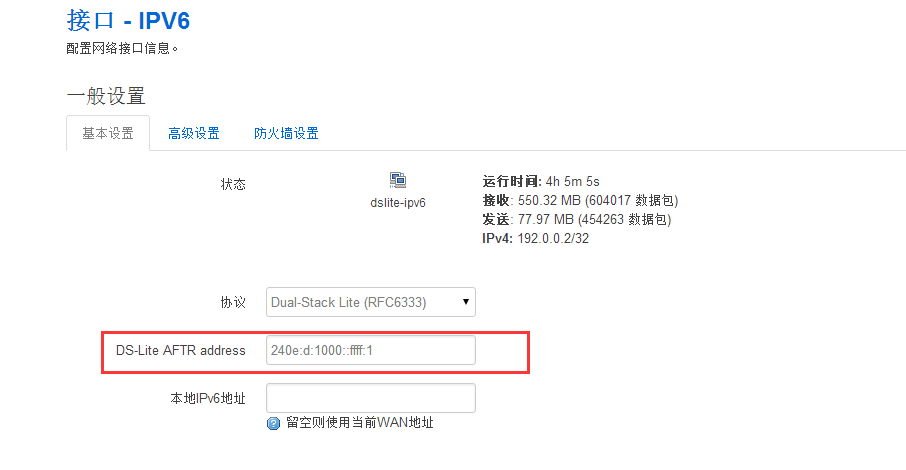 接口 - IPV6
配置网络接口信息。
一般设置
基本设置 高级设置 防火墙设置
状态
dslite-ipv6
运行时间: 4h 5m 5s
接收: 550.32 MB (604017 数据包)
发送: 77.97 MB (454263 数据包)
IPv4: 192.0.0.2/32
协议 Dual-Stack Lite (RFC6333)
DS-Lite AFTR address 240e:d:1000::ffff:1
本地IPv6地址
留空则使用当前WAN地址